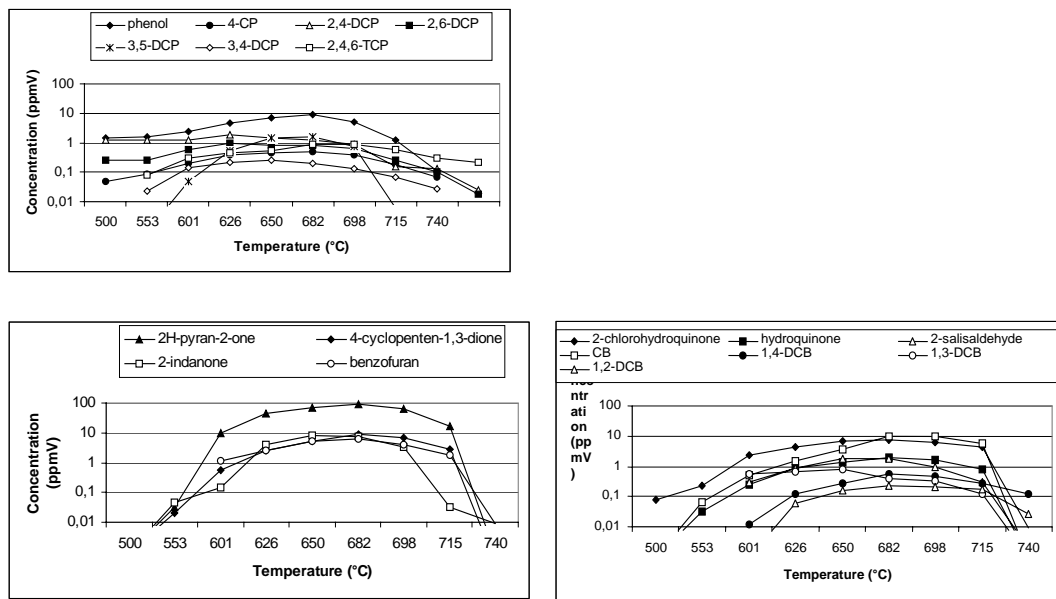 phenol 4-CP 2,4-DCP 2,6-DCP
3,5-DCP 3,4-DCP 2,4,6-TCP
Concentration (ppmV)
100
10
1
0,1
0,01
500 553 601 626 650 682 698 715 740
Temperature (°C)
2H-pyran-2-one 4-cyclopenten-1,3-dione
2-indanone benzofuran
Concentration
(ppmV)
100
10
1
0,1
0,01
500 553 601 626 650 682 698 715 740
Temperature (°C)
2-chlorohydroquinone hydroquinone 2-salisaldehyde
CB 1,4-DCB 1,3-DCB
1,2-DCB
ntr
ation
(pp
mV
)
100
10
1
0,1
0,01
500 553 601 626 650 682 698 715 740
Temperature (°C)